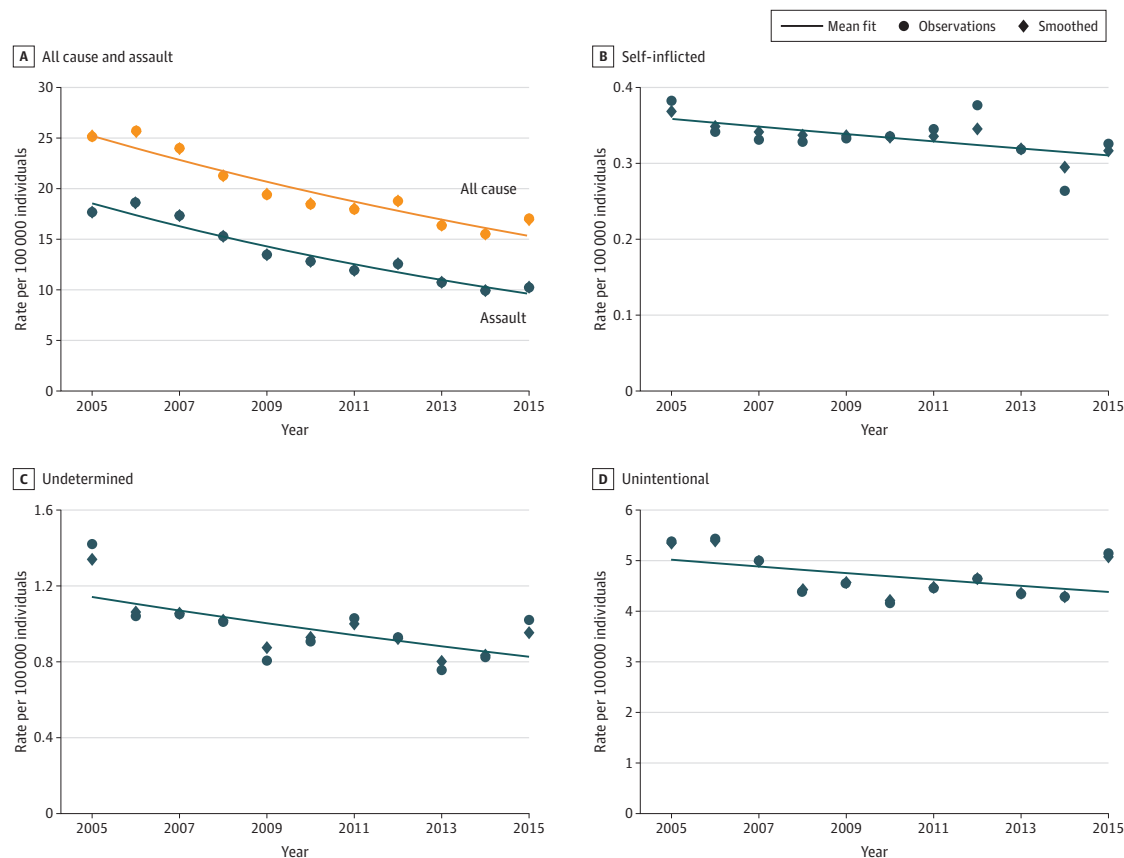 Mean fit Observations Smoothed
A All cause and assault
30
25
20
15
10
5
0
Rate per 100 000 individuals
All cause
Assault
2005 2007 2009 2011 2013 2015
Year
B Self-inflicted
0.4
0.3
0.2
0.1
0
Rate per 100 000 individuals
2005 2007 2009 2011 2013 2015
Year
C Undetermined
1.6
1.2
0.8
0.4
0
Rate per 100 000 individuals
2005 2007 2009 2011 2013 2015
Year
D Unintentional
6
5
4
3
2
1
0
Rate per 100 000 individuals
2005 2007 2009 2011 2013 2015
Year